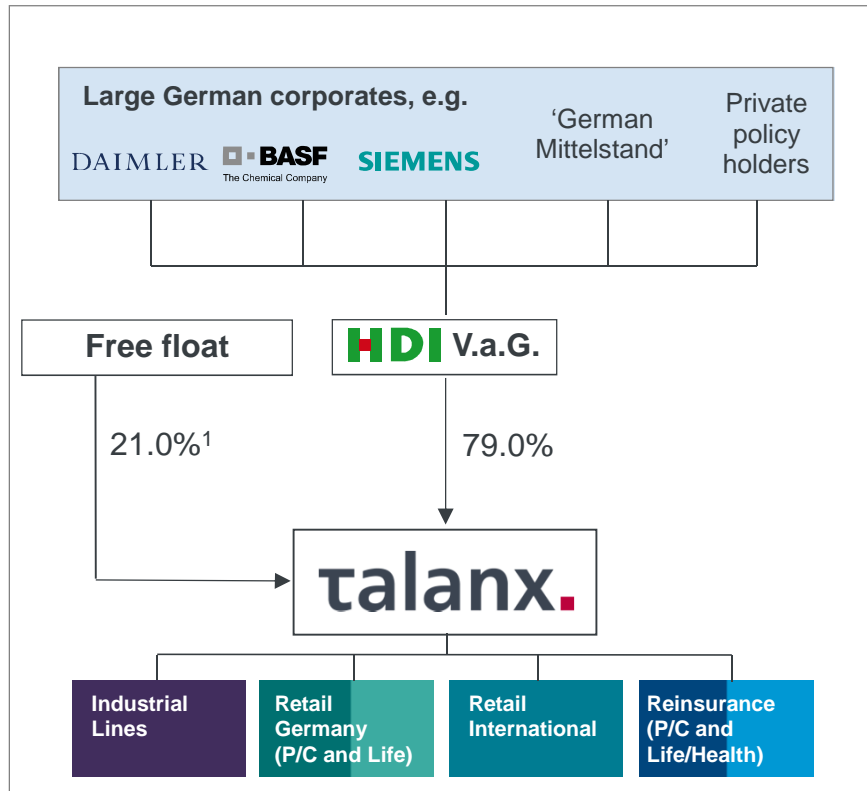 Large German corporates, e.g.
DAIMLER
BASF
The Chemical Company
SIEMENS
‘German
Mittelstand’
Private
policy
holders
Free float
HDI V.a.G.
21.0%¹
79.0%
τalanx.
Industrial
Lines
Retail
Germany
(P/C and Life)
Retail
International
Reinsurance
(P/C and
Life/Health)